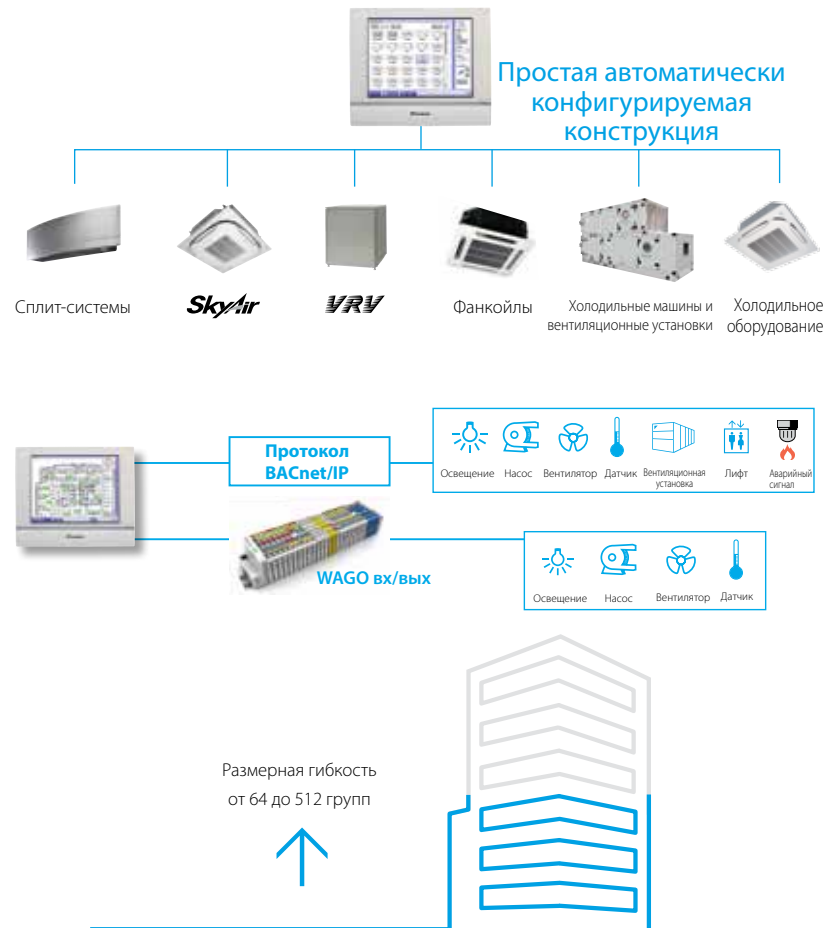 Простая автоматически
конфигурируемая
конструкция
Сплит-системы
SkyAir
VRV
Фанкойлы
Холодильные машины и
вентиляционные установки
Холодильное
оборудование
Протокол
BACnet/IP
Освещение
Насос
Вентилятор
Датчик
Вентиляционная
установка
Лифт
Аварийный
сигнал
WAGO вх/вых
Освещение
Насос
Вентилятор
Датчик
Размерная гибкость
от 64 до 512 групп